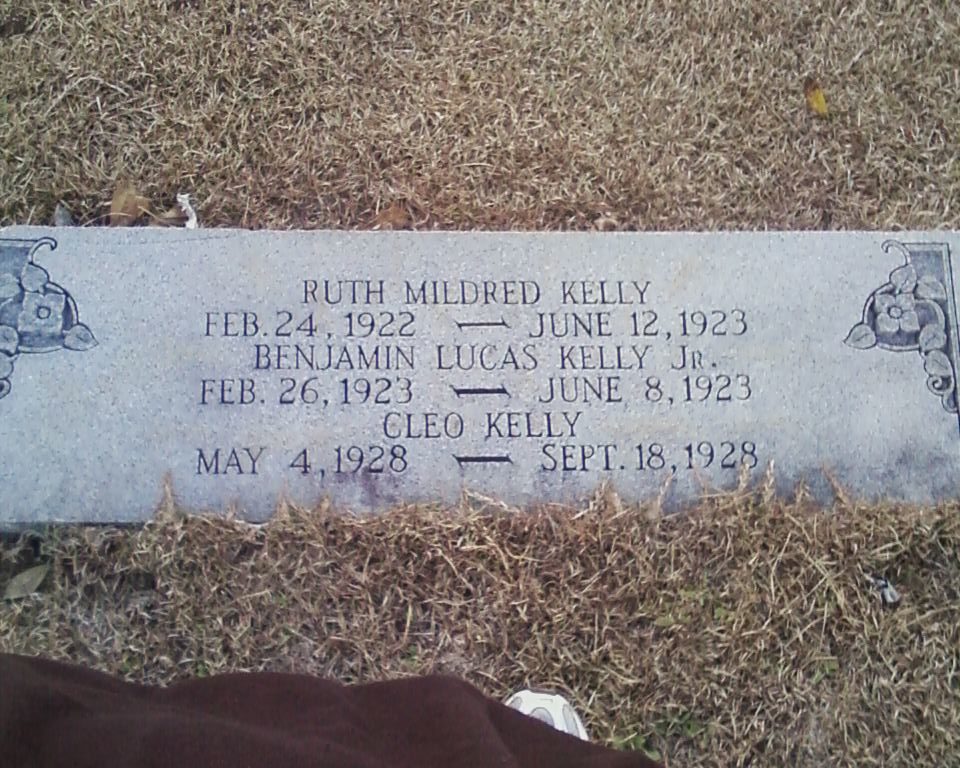 RUTH MILDRED KELLY
FEB. 24, 1922 — JUNE 12, 1923
BENJAMIN LUCAS KELLY JR.
FEB. 26, 1923 — JUNE 8, 1923
CLEO KELLY
MAY 4, 1928 — SEPT. 18, 1928